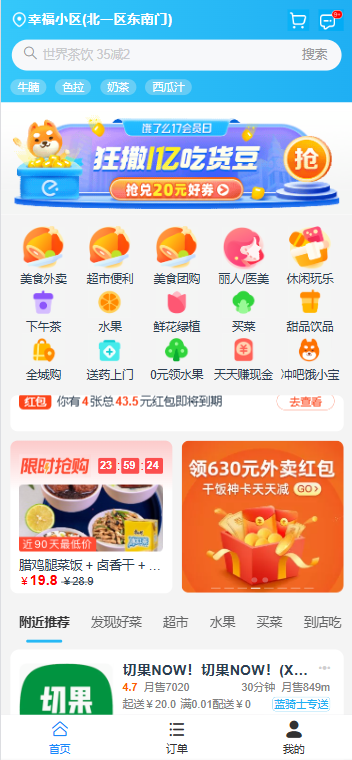 幸福小区(北一区东南门)
世界茶饮 35减2
搜索
牛腩 色拉 奶茶 西瓜汁
饿了么17会员日
狂撒1亿吃货豆
抢
抢兑20元好券
美食外卖 超市便利 美食团购 丽人/医美 休闲玩乐
下午茶 水果 鲜花绿植 买菜 甜品饮品
全城购 送药上门 0元领水果 天天赚现金 冲吧饿小宝
红包 你有4张总43.5元红包即将到期 去查看
限时抢购 23:59:24
近90天最低价
腊鸡腿菜饭 + 卤香干 + ...
¥19.8 ¥28.9
领630元外卖红包
干饭神卡天天减 GO
附近推荐 发现好菜 超市 水果 买菜 到店吃
切果
切果NOW! 切果NOW! (X...
4.7 月售7020 30分钟 月售849m
起送¥20.0 满0.01配送¥0 蓝骑士专送
首页 订单 我的